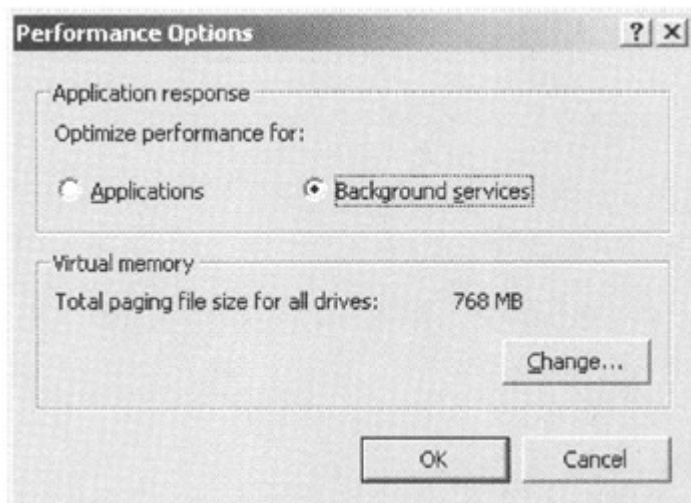 Performance Options
? X
Application response
Optimize performance for:
Applications Background services
Virtual memory
Total paging file size for all drives: 768 MB
Change...
OK Cancel